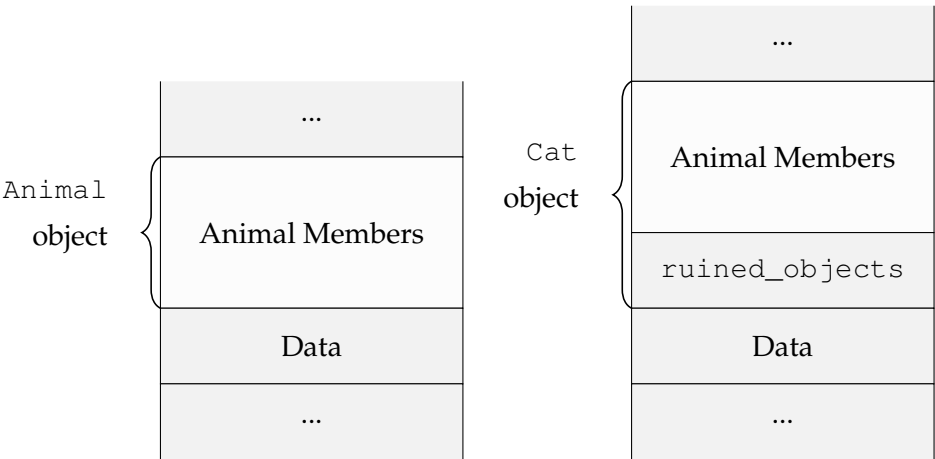 ...
Animal Members
Animal
object
Data
...
...
Animal Members
Cat
object
ruined_objects
Data
...